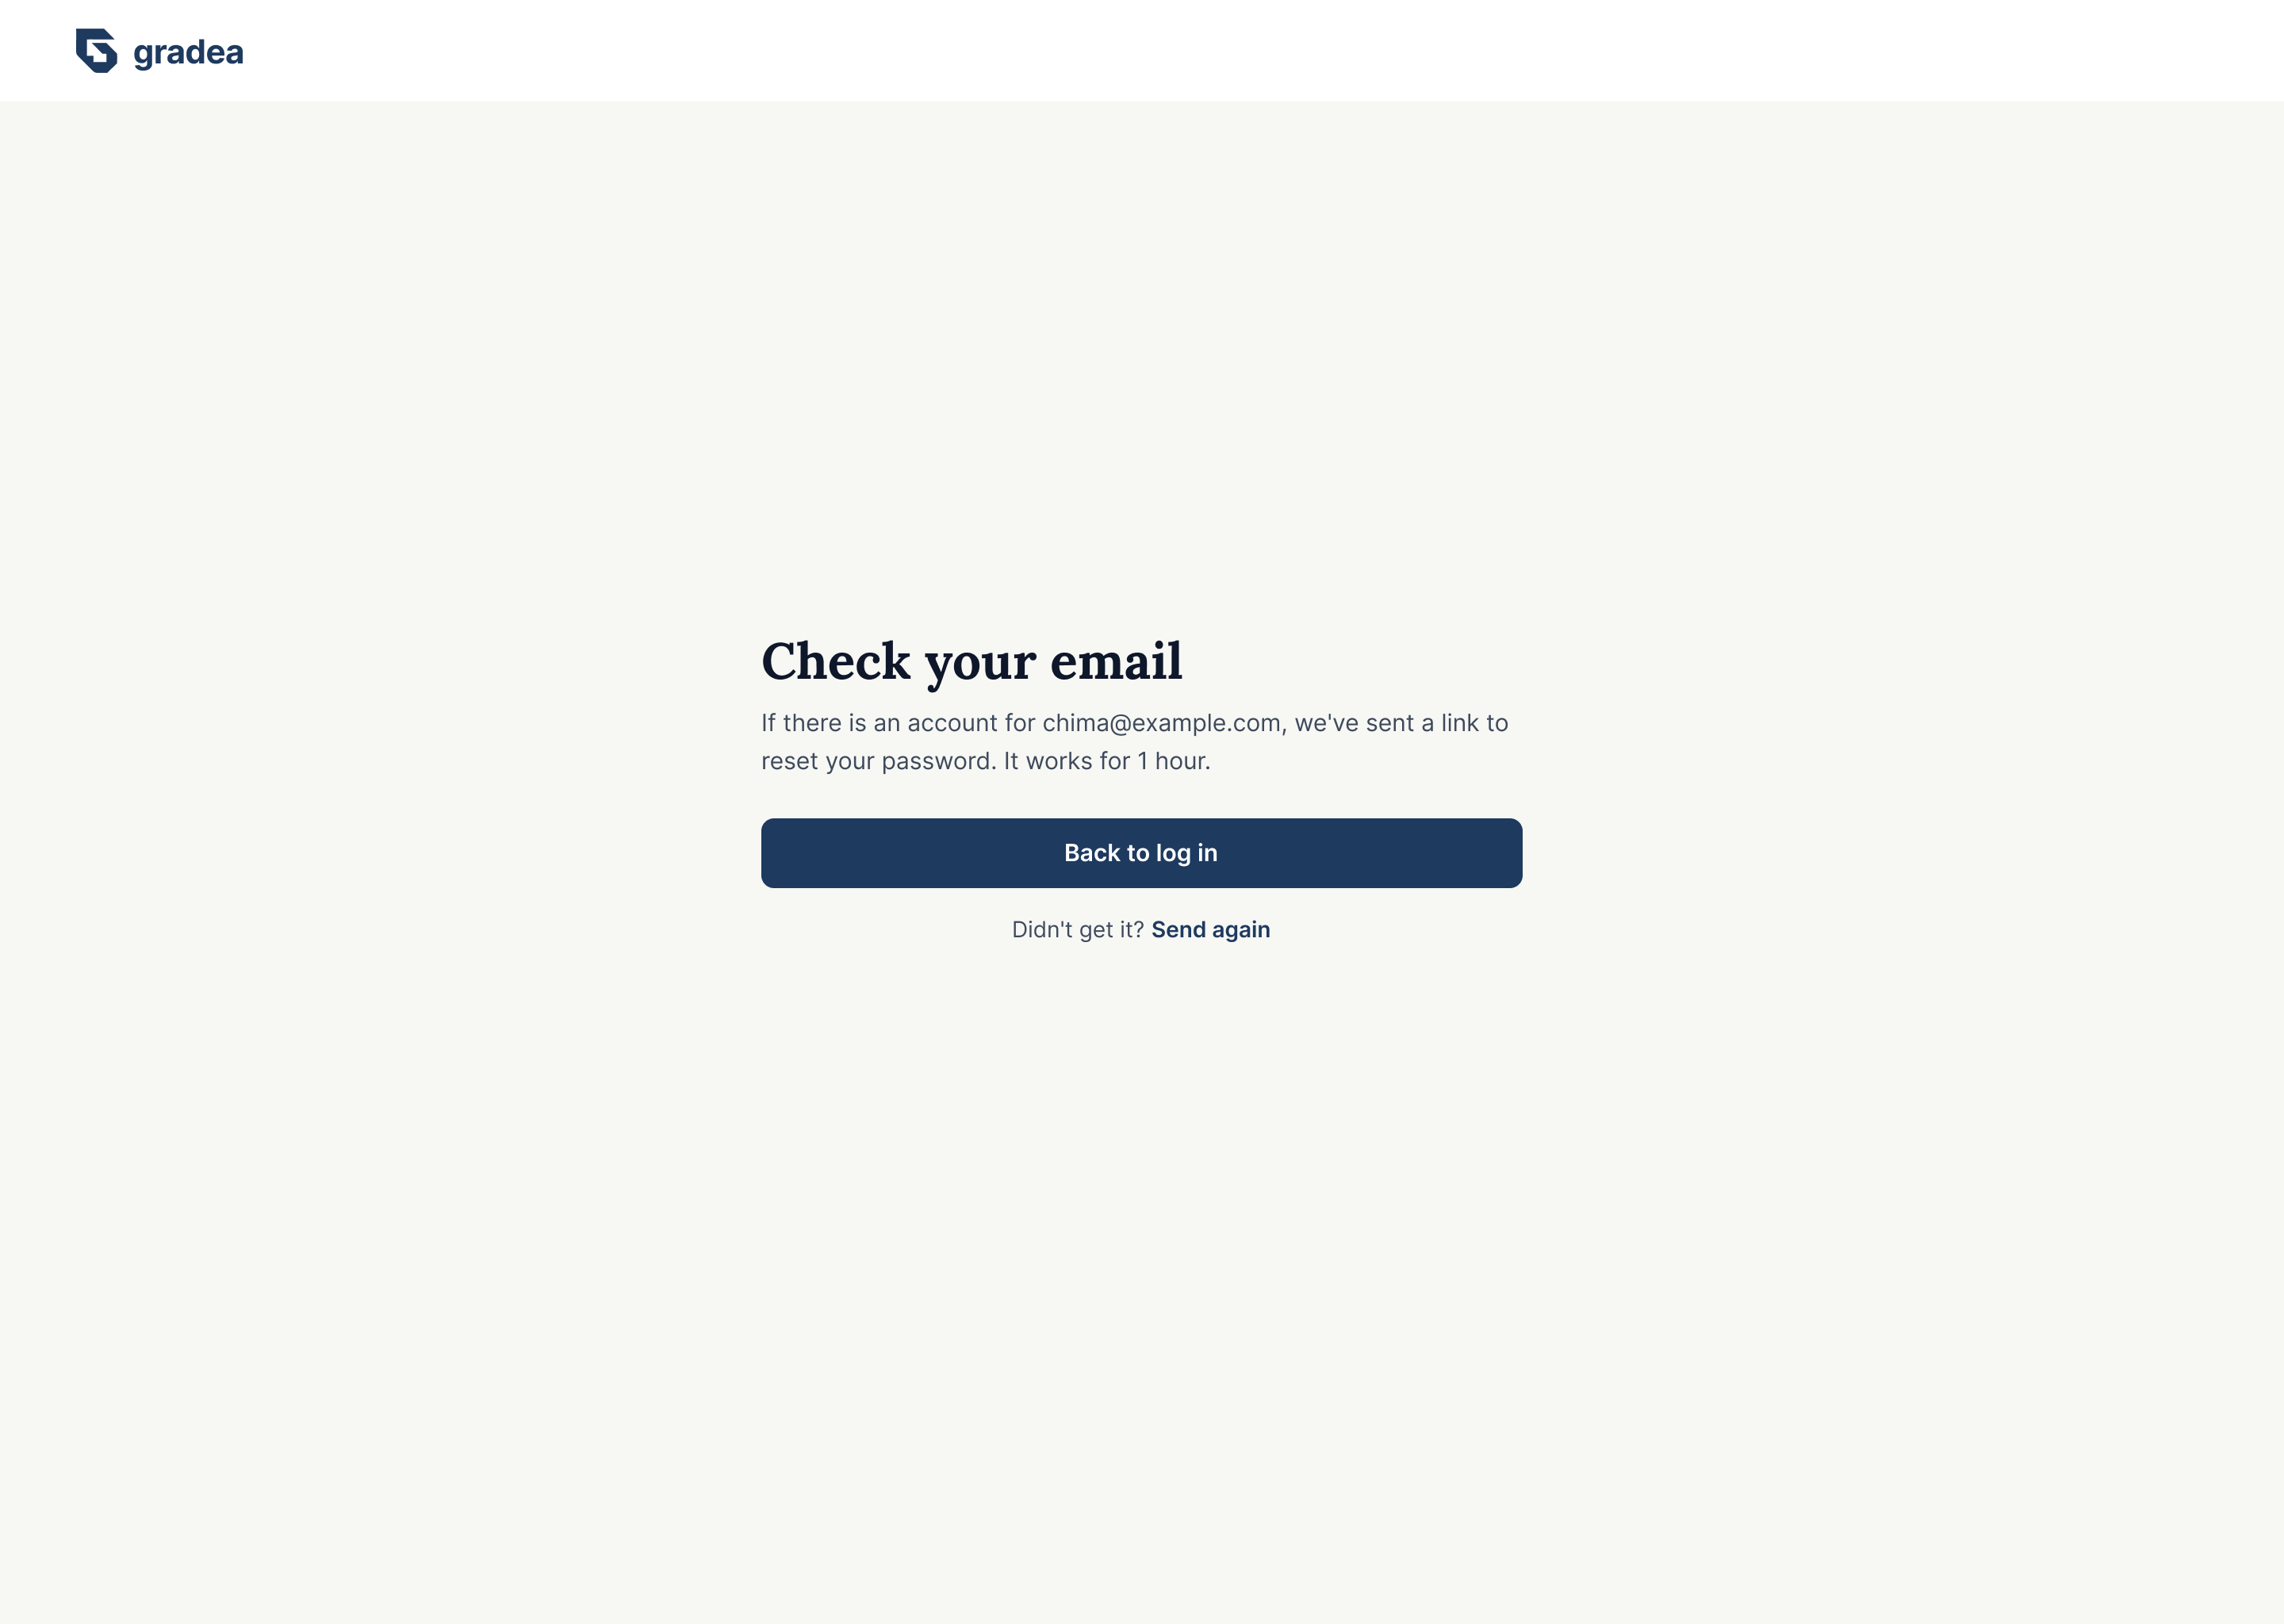 gradea
Check your email
If there is an account for chima@example.com, we've sent a link to
reset your password. It works for 1 hour.
Back to log in
Didn't get it? Send again